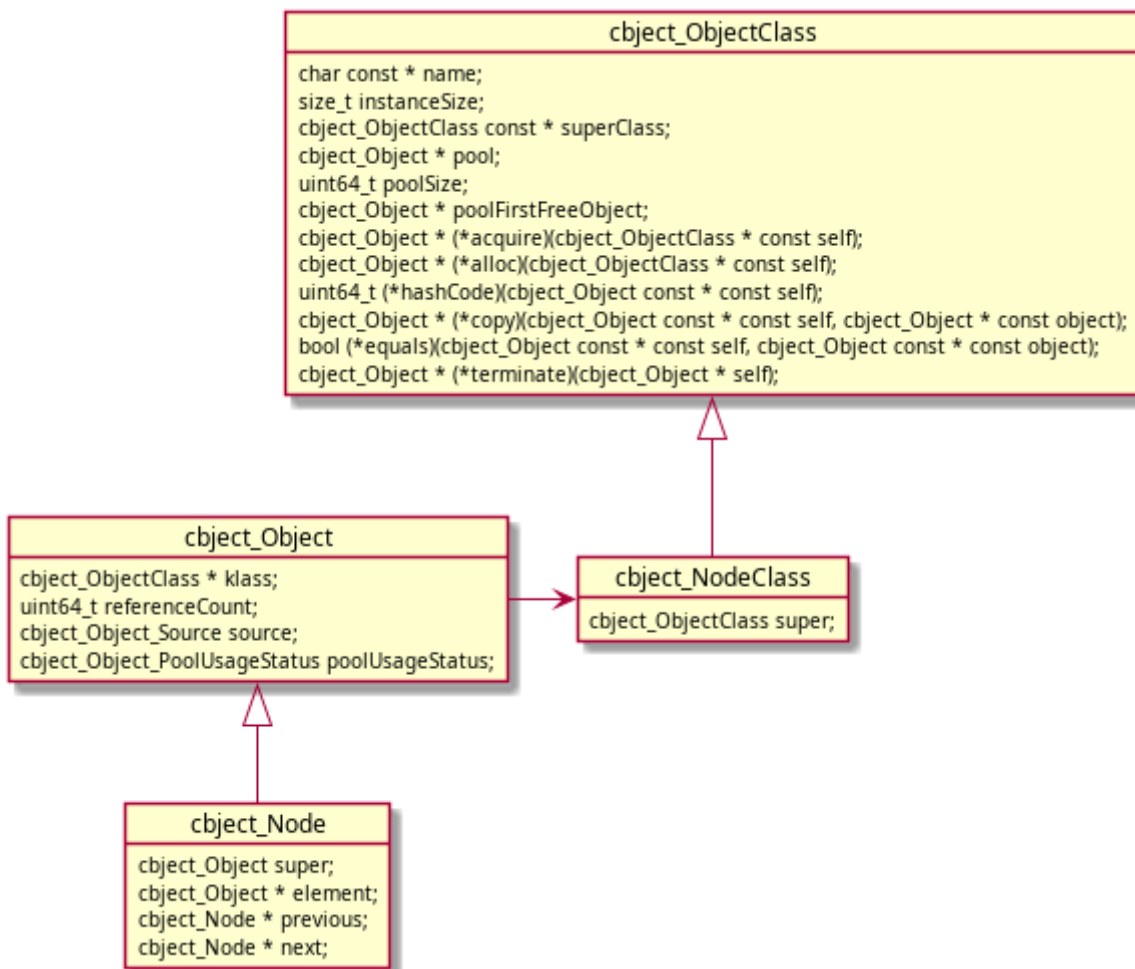 cbject_ObjectClass
char const * name;
size_t instanceSize;
cbject_ObjectClass const * superClass;
cbject_Object * pool;
uint64_t poolSize;
cbject_Object * poolFirstFreeObject;
cbject_Object * (*acquire)(cbject_ObjectClass * const self);
cbject_Object * (*alloc)(cbject_ObjectClass * const self);
uint64_t (*hashCode)(cbject_Object const * const self);
cbject_Object * (*copy)(cbject_Object const * const self, cbject_Object * const object);
bool (*equals)(cbject_Object const * const self, cbject_Object const * const object);
cbject_Object * (*terminate)(cbject_Object * self);
cbject_Object
cbject_ObjectClass * klass;
uint64_t referenceCount;
cbject_Object_Source source;
cbject_Object_PoolUsageStatus poolUsageStatus;
cbject_NodeClass
cbject_ObjectClass super;
cbject_Node
cbject_Object super;
cbject_Object * element;
cbject_Node * previous;
cbject_Node * next;